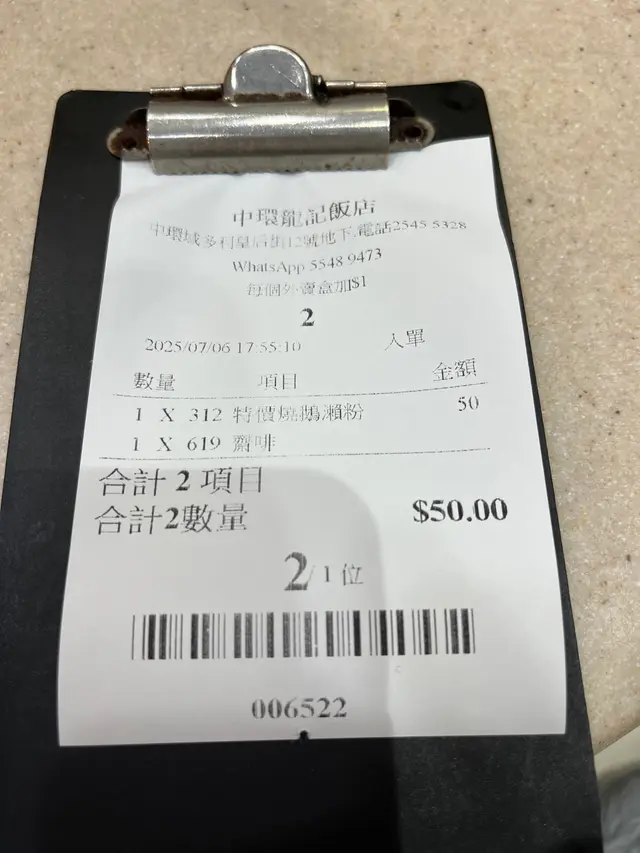 中環龍記飯店
中環域多利皇后街12號地下,電話2545 5328
WhatsApp 5548 9473
每個外賣盒加$1
2
2025/07/06 17:55:10 入單
數量 項目 金額
1 X 312 特價燒鵝瀨粉 50
1 X 619 齋啡
合計 2 項目
合計2數量 $50.00
2/ 1 位
006522